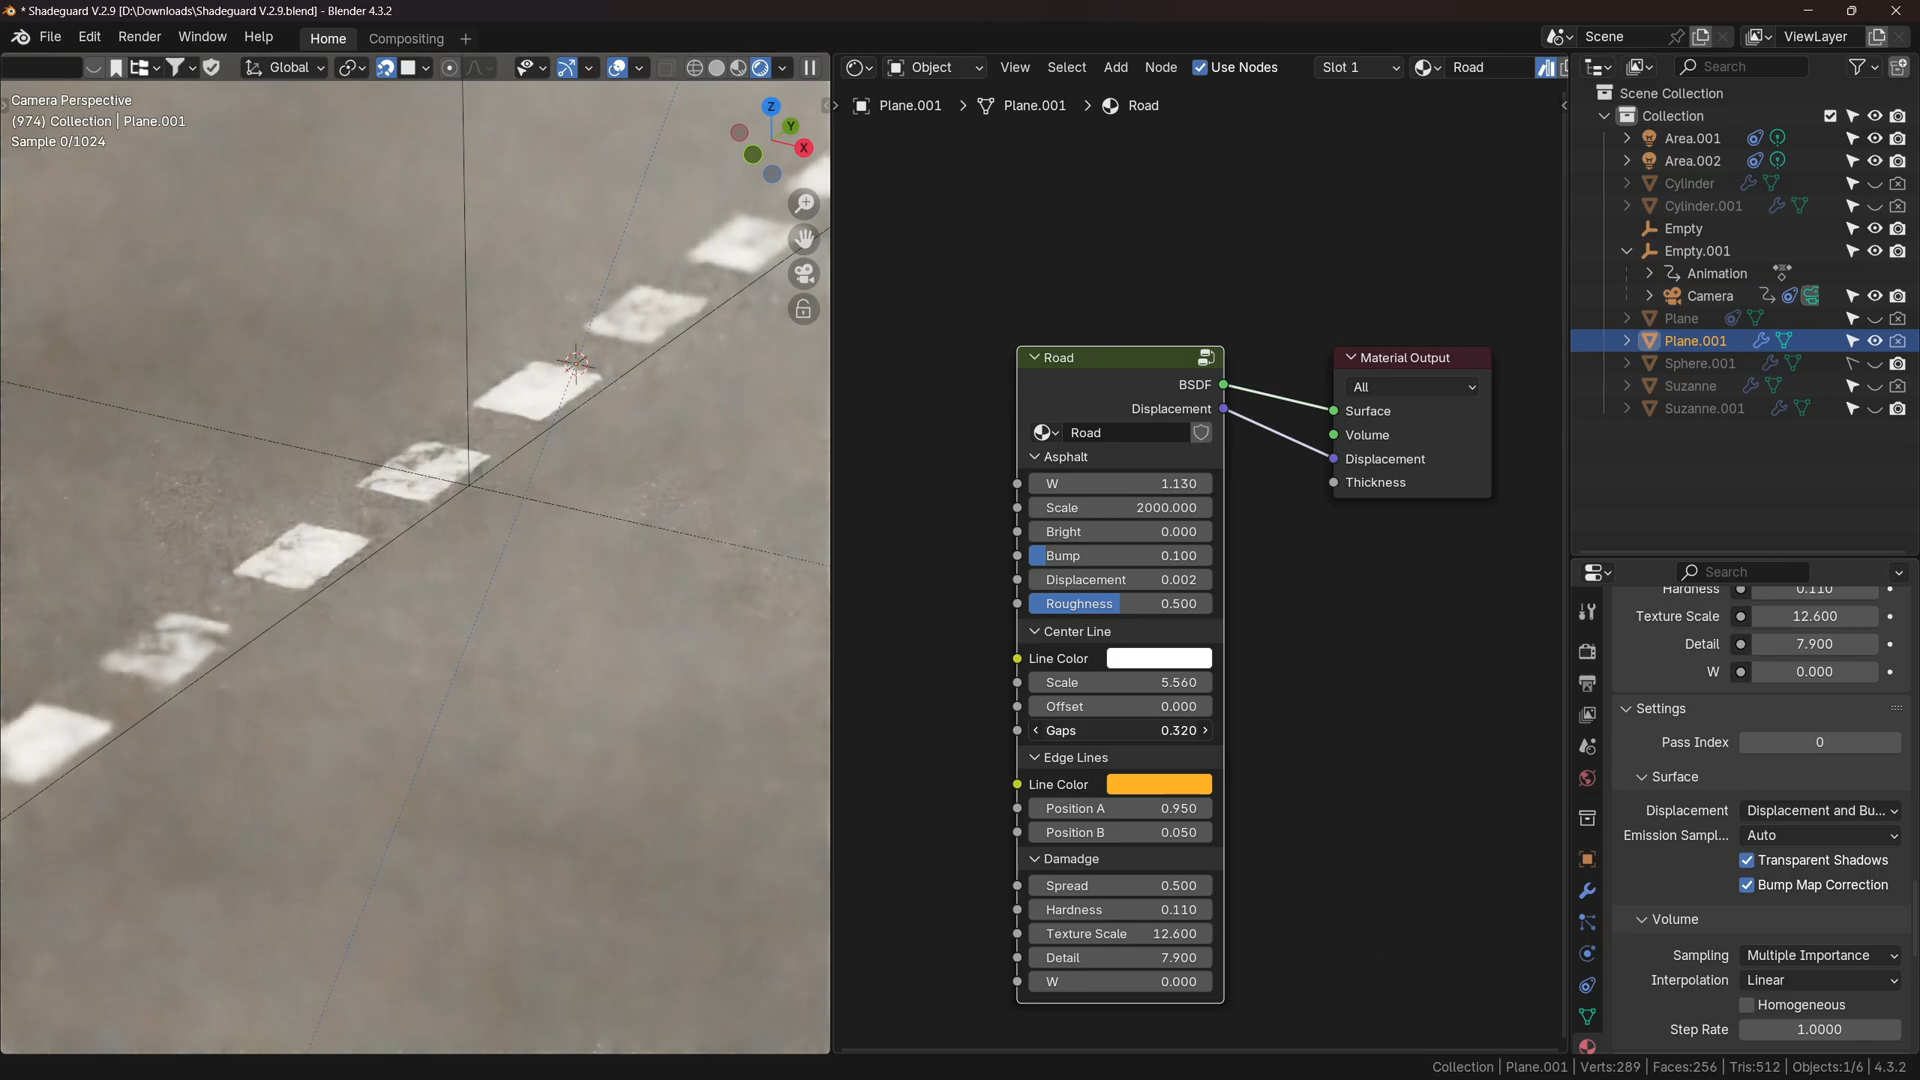 * Shadeguard V.2.9 [D:\Downloads\Shadeguard V.2.9.blend] - Blender 4.3.2
File Edit Render Window Help Home Compositing + Scene ViewLayer
Global
Object View Select Add Node Use Nodes Slot 1 Road
Search
Camera Perspective
(974) Collection | Plane.001
Sample 0/1024
Z
Y
X
Plane.001 > Plane.001 > Road
Road
BSDF
Displacement
Road
Asphalt
W 1.130
Scale 2000.000
Bright 0.000
Bump 0.100
Displacement 0.002
Roughness 0.500
Center Line
Line Color
Scale 5.560
Offset 0.000
Gaps 0.320
Edge Lines
Line Color
Position A 0.950
Position B 0.050
Damadge
Spread 0.500
Hardness 0.110
Texture Scale 12.600
Detail 7.900
W 0.000
Material Output
All
Surface
Volume
Displacement
Thickness
Scene Collection
Collection
Area.001
Area.002
Cylinder
Cylinder.001
Empty
Empty.001
Animation
Camera
Plane
Plane.001
Sphere.001
Suzanne
Suzanne.001
Search
Hardness 0.110
Texture Scale 12.600
Detail 7.900
W 0.000
Settings
Pass Index 0
Surface
Displacement Displacement and Bu...
Emission Sampl... Auto
Transparent Shadows
Bump Map Correction
Volume
Sampling Multiple Importance
Interpolation Linear
Homogeneous
Step Rate 1.0000
Collection | Plane.001 | Verts:289 | Faces:256 | Tris:512 | Objects:1/6 | 4.3.2